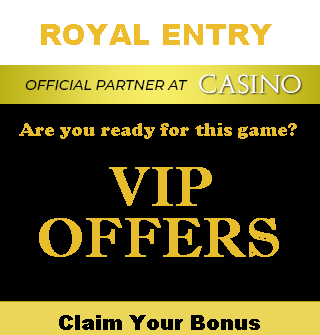 ROYAL ENTRY
OFFICIAL PARTNER AT CASINO
Are you ready for this game?
VIP
OFFERS
Claim Your Bonus